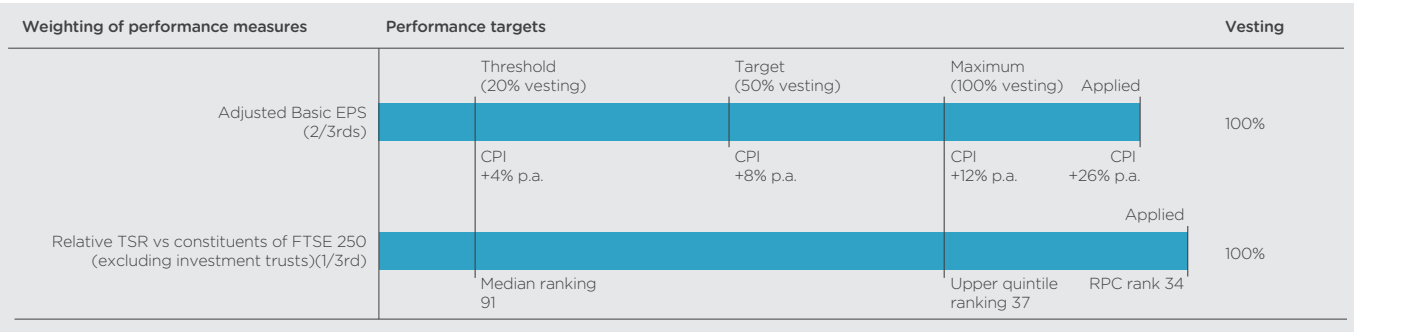 Weighting of performance measures Performance targets Vesting
Threshold Target Maximum
(20% vesting) (50% vesting) (100% vesting) Applied
Adjusted Basic EPS
(2/3rds)
100%
CPI CPI CPI CPI
+4% p.a. +8% p.a. +12% p.a. +26% p.a.
Applied
Relative TSR vs constituents of FTSE 250
(excluding investment trusts)(1/3rd)
100%
Median ranking Upper quintile RPC rank 34
91 ranking 37